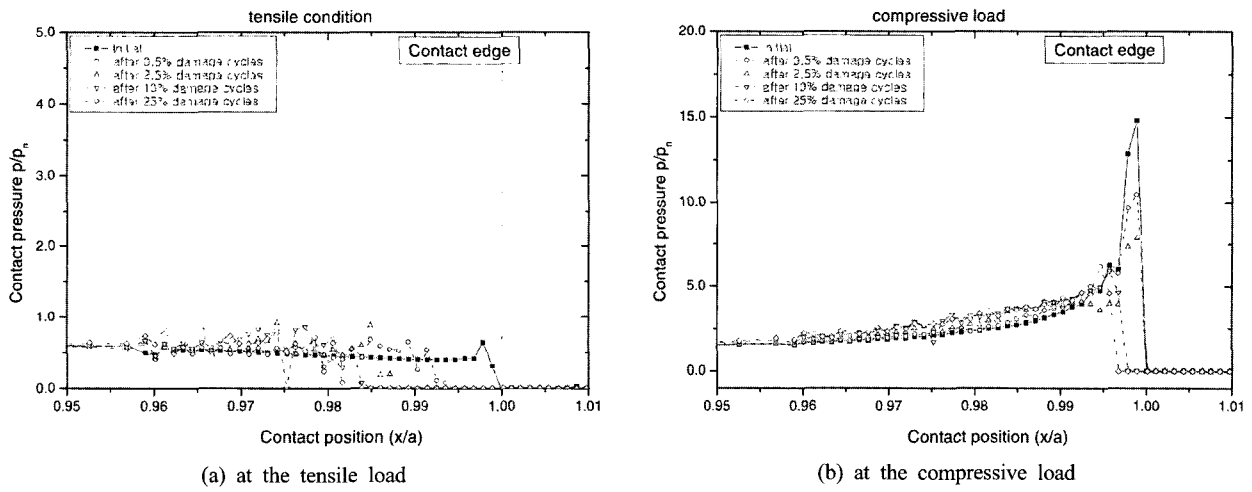 tensile condition
5.0
4.0
3.0
2.0
1.0
0.0
Contact pressure p/pₙ
Initial
after 0.5% damage cycles
after 2.5% damage cycles
after 10% damage cycles
after 25% damage cycles
Contact edge
0.95 0.96 0.97 0.98 0.99 1.00 1.01
Contact position (x/a)
(a) at the tensile load
compressive load
20.0
15.0
10.0
5.0
0.0
Contact pressure p/pₙ
Initial
after 0.5% damage cycles
after 2.5% damage cycles
after 10% damage cycles
after 25% damage cycles
Contact edge
0.95 0.96 0.97 0.98 0.99 1.00 1.01
Contact position (x/a)
(b) at the compressive load